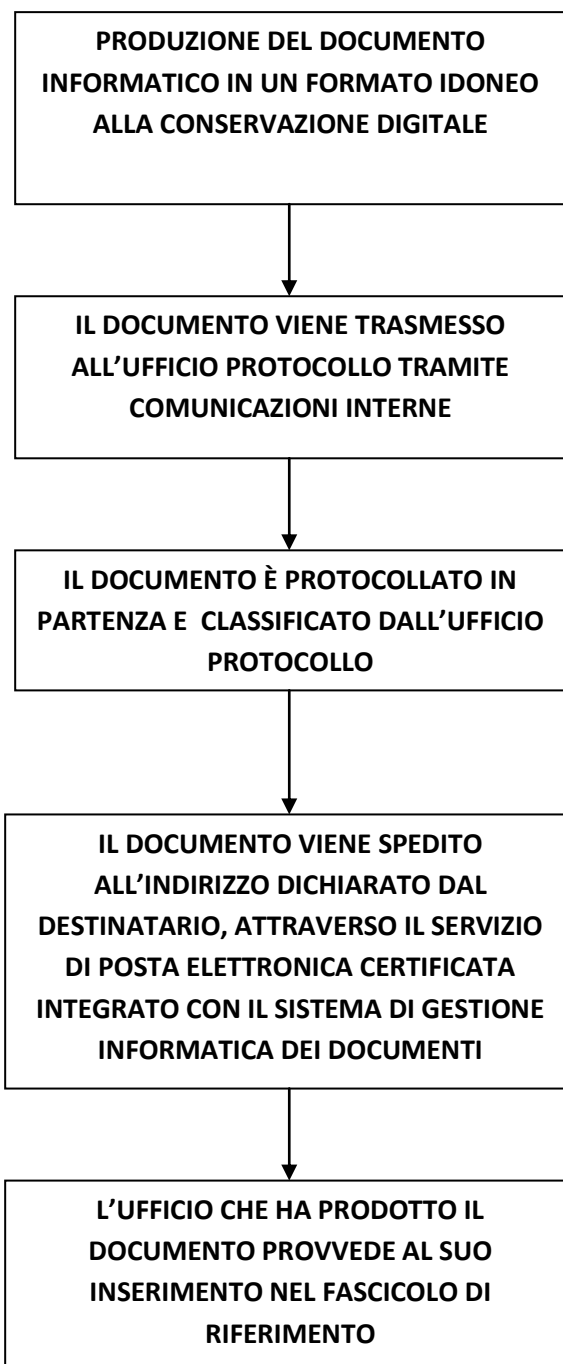 PRODUZIONE DEL DOCUMENTO
INFORMATICO IN UN FORMATO IDONEO
ALLA CONSERVAZIONE DIGITALE
IL DOCUMENTO VIENE TRASMESSO
ALL’UFFICIO PROTOCOLLO TRAMITE
COMUNICAZIONI INTERNE
IL DOCUMENTO È PROTOCOLLATO IN
PARTENZA E CLASSIFICATO DALL’UFFICIO
PROTOCOLLO
IL DOCUMENTO VIENE SPEDITO
ALL’INDIRIZZO DICHIARATO DAL
DESTINATARIO, ATTRAVERSO IL SERVIZIO
DI POSTA ELETTRONICA CERTIFICATA
INTEGRATO CON IL SISTEMA DI GESTIONE
INFORMATICA DEI DOCUMENTI
L’UFFICIO CHE HA PRODOTTO IL
DOCUMENTO PROVVEDE AL SUO
INSERIMENTO NEL FASCICOLO DI
RIFERIMENTO